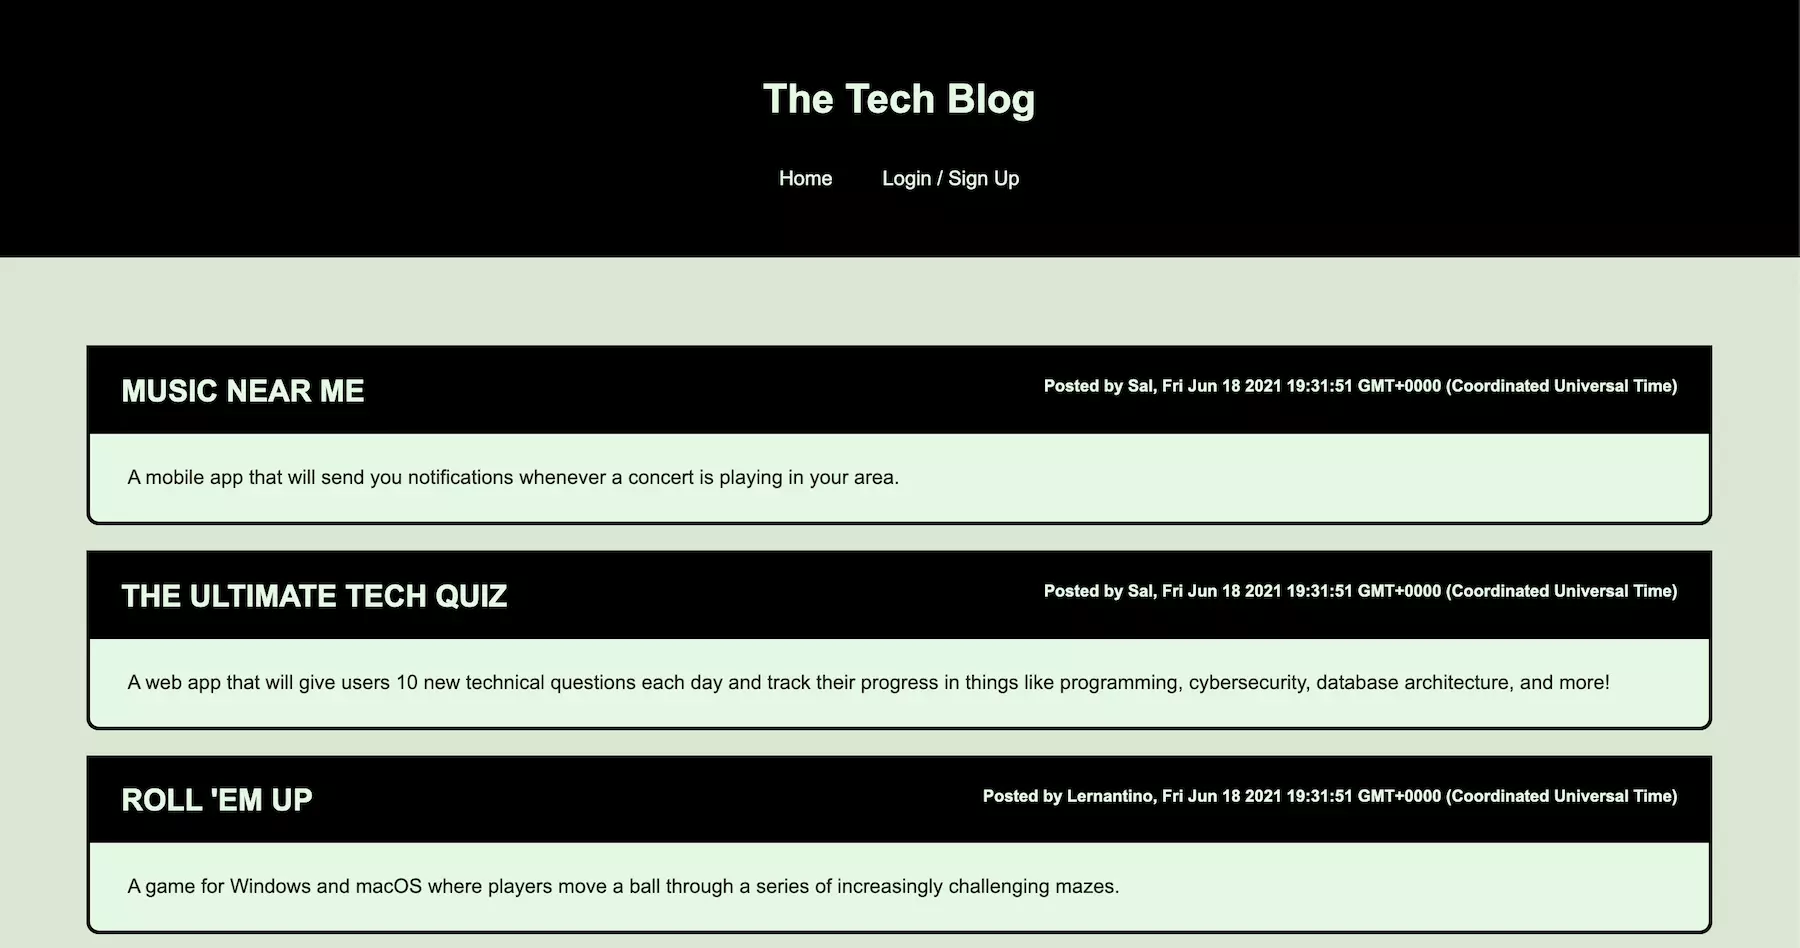 The Tech Blog
Home Login / Sign Up
MUSIC NEAR ME
Posted by Sal, Fri Jun 18 2021 19:31:51 GMT+0000 (Coordinated Universal Time)
A mobile app that will send you notifications whenever a concert is playing in your area.
THE ULTIMATE TECH QUIZ
Posted by Sal, Fri Jun 18 2021 19:31:51 GMT+0000 (Coordinated Universal Time)
A web app that will give users 10 new technical questions each day and track their progress in things like programming, cybersecurity, database architecture, and more!
ROLL 'EM UP
Posted by Lernantino, Fri Jun 18 2021 19:31:51 GMT+0000 (Coordinated Universal Time)
A game for Windows and macOS where players move a ball through a series of increasingly challenging mazes.